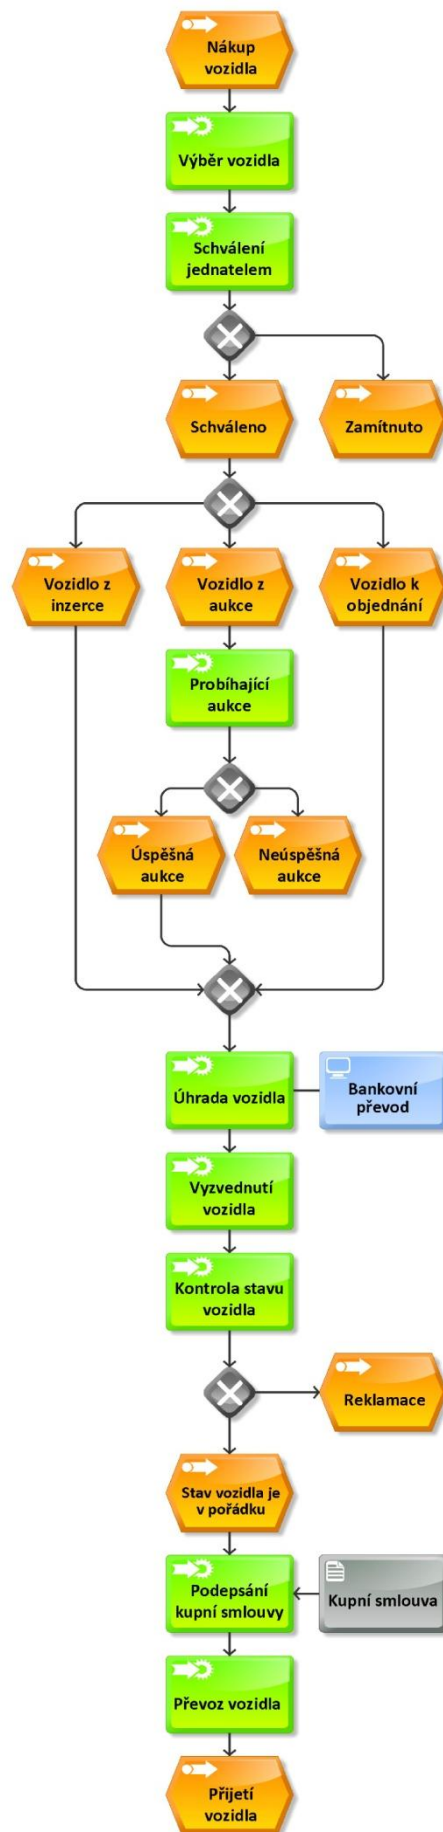 Nákup
vozidla
Výběr vozidla
Schválení
jednatelem
Schváleno
Zamítnuto
Vozidlo z
inzerce
Vozidlo z
aukce
Vozidlo k
objednání
Probíhající
aukce
Úspěšná
aukce
Neúspěšná
aukce
Úhrada vozidla
Bankovní
převod
Vyzvednutí
vozidla
Kontrola stavu
vozidla
Reklamace
Stav vozidla je
v pořádku
Podepsání
kupní smlouvy
Kupní smlouva
Převoz vozidla
Přijetí
vozidla